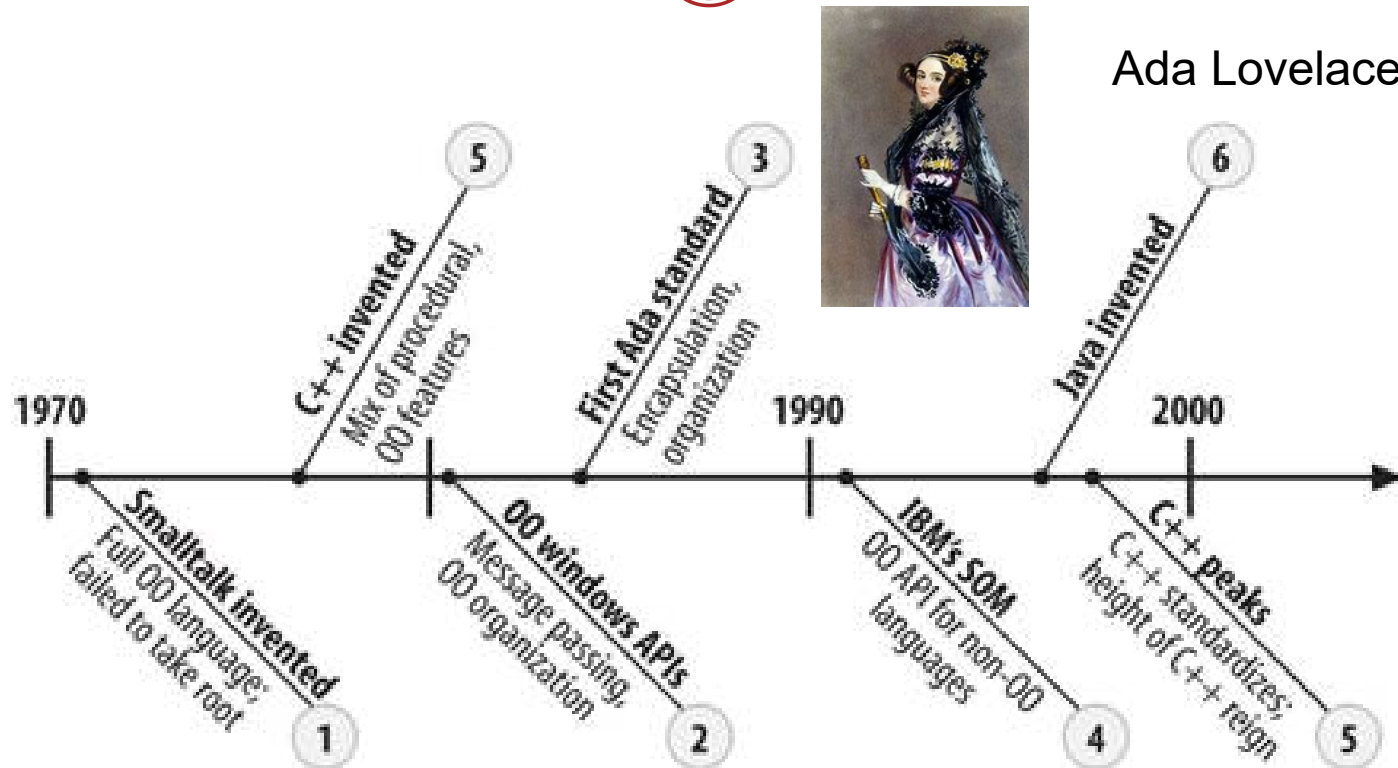 Ada Lovelace
5
C++ invented
Mix of procedural,
OO features
3
First Ada standard
Encapsulation,
organization
6
Java invented
1970
1990
2000
Smalltalk invented
Full OO language;
failed to take root
1
OO windows APIs
Message passing,
OO organization
2
IBM's SOM
OO API for non-OO
languages
4
C++ peaks
C++ standardizes;
height of C++ reign
5